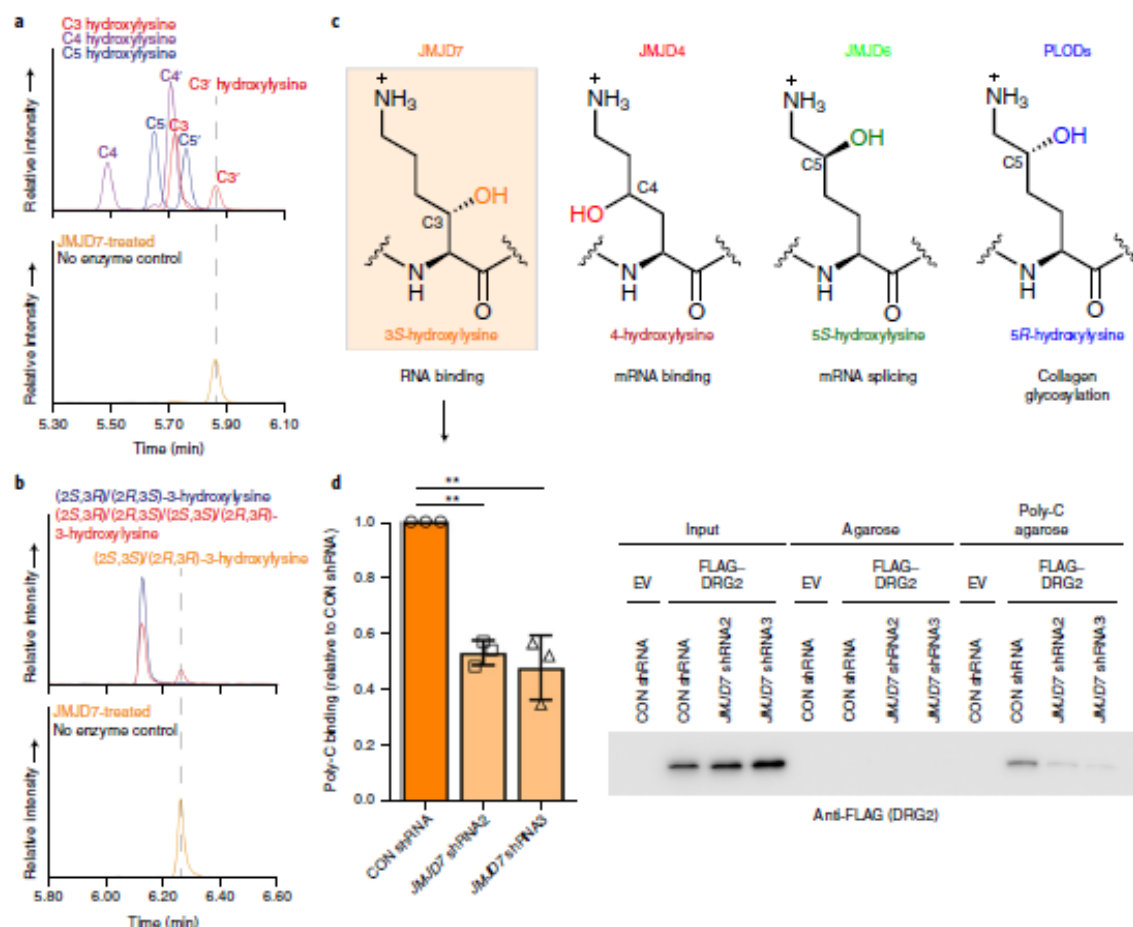 a
C3 hydroxylysine
C4 hydroxylysine
C5 hydroxylysine
C3′ hydroxylysine
C4′
C5
C3
C5′
C4
C3′
Relative intensity
JMJD7-treated
No enzyme control
Relative intensity
5.30 5.50 5.70 5.90 6.10
Time (min)
b
(2S,3R)/(2R,3S)-3-hydroxylysine
(2S,3R)/(2R,3S)/(2S,3S)/(2R,3R)-
3-hydroxylysine
(2S,3S)/(2R,3R)-3-hydroxylysine
Relative intensity
JMJD7-treated
No enzyme control
Relative intensity
5.80 6.00 6.20 6.40 6.60
Time (min)
c
JMJD7 JMJD4 JMJD6 PLODs
+
NH3
OH
C3
N
H
O
3S-hydroxylysine
RNA binding
+
NH3
C4
HO
N
H
O
4-hydroxylysine
mRNA binding
+
NH3
OH
C5
N
H
O
5S-hydroxylysine
mRNA splicing
+
NH3
OH
C5
N
H
O
5R-hydroxylysine
Collagen
glycosylation
d
**
**
Poly-C binding (relative to CON shRNA)
1.0
0.8
0.6
0.4
0.2
0.0
CON shRNA
JMJD7 shRNA2
JMJD7 shRNA3
Input Agarose Poly-C
agarose
EV FLAG–
DRG2
EV FLAG–
DRG2
EV FLAG–
DRG2
CON shRNA
CON shRNA
JMJD7 shRNA2
JMJD7 shRNA3
CON shRNA
CON shRNA
JMJD7 shRNA2
JMJD7 shRNA3
CON shRNA
CON shRNA
JMJD7 shRNA2
JMJD7 shRNA3
Anti-FLAG (DRG2)